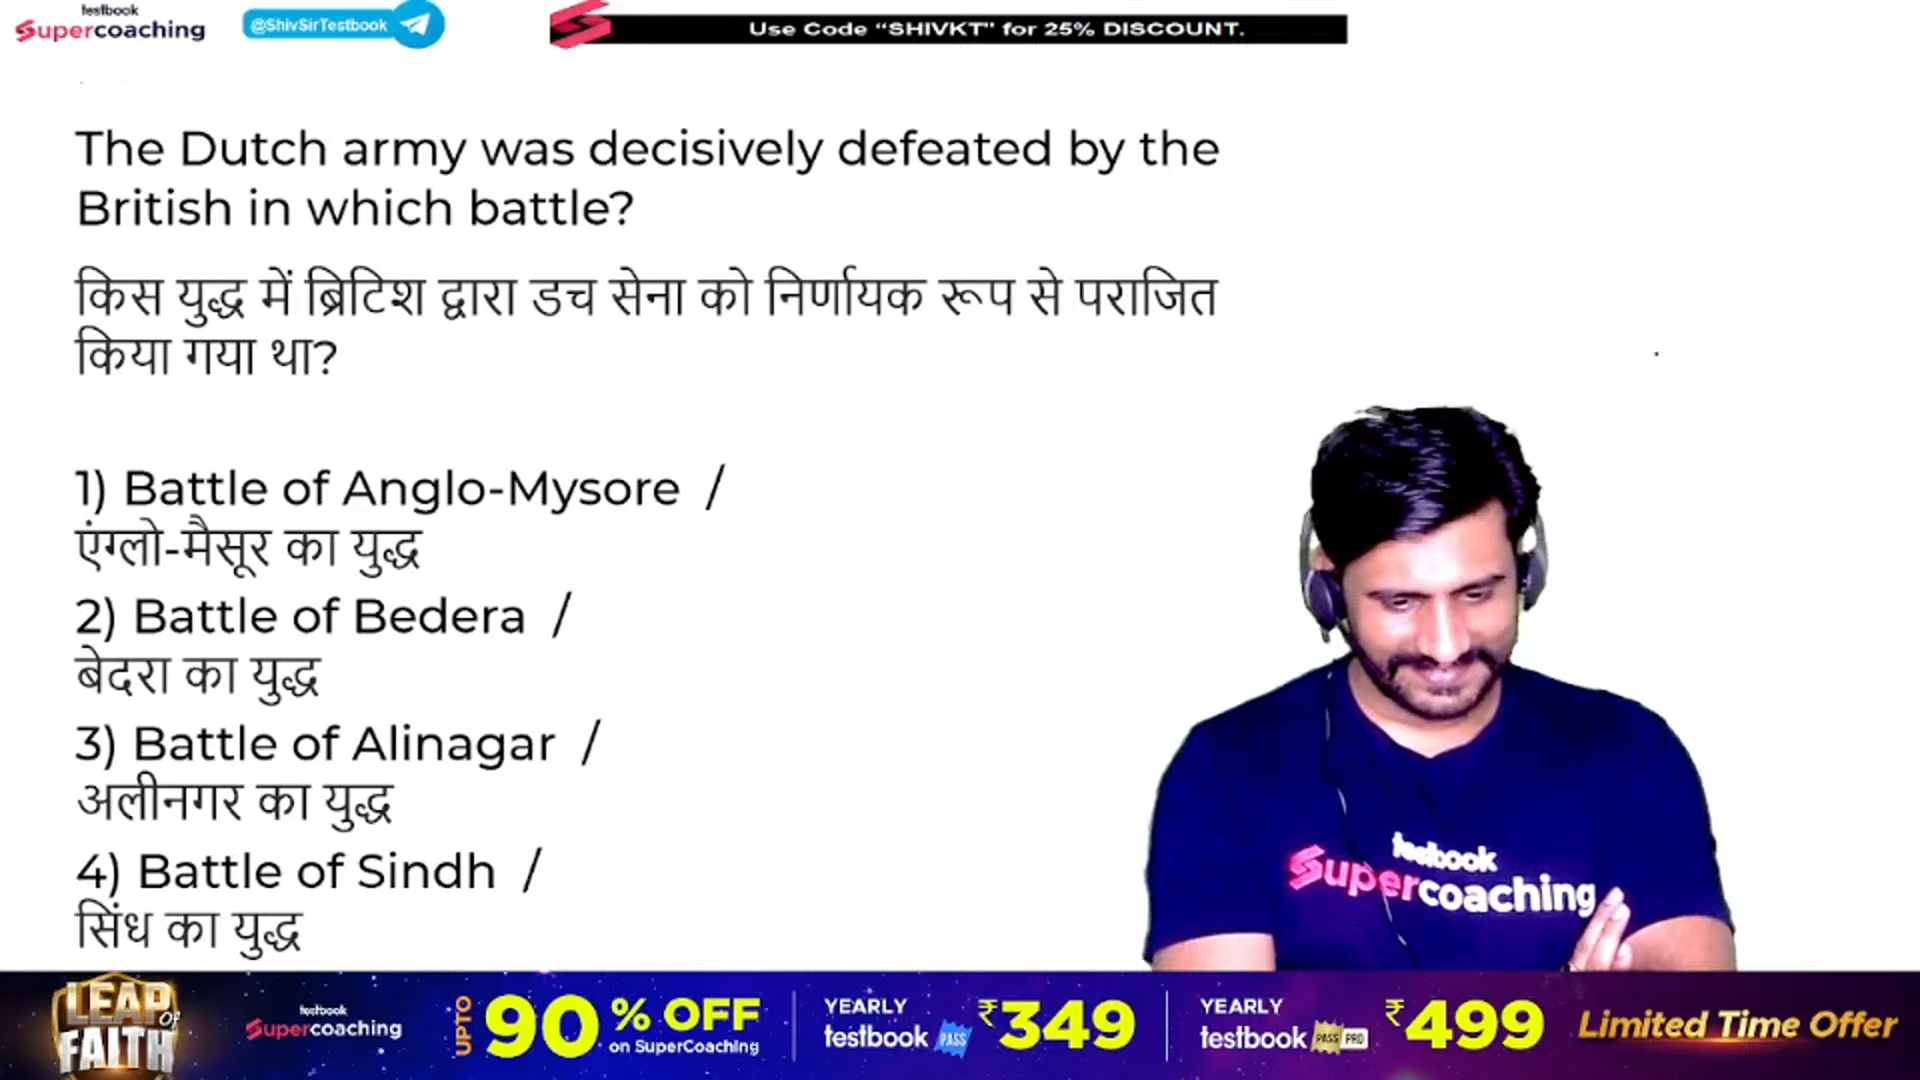 testbook
Supercoaching
@ShivSirTestbook
Use Code “SHIVKT” for 25% DISCOUNT.
The Dutch army was decisively defeated by the
British in which battle?
किस युद्ध में ब्रिटिश द्वारा डच सेना को निर्णायक रूप से पराजित
किया गया था?
1) Battle of Anglo-Mysore /
एंग्लो-मैसूर का युद्ध
2) Battle of Bedera /
बेदरा का युद्ध
3) Battle of Alinagar /
अलीनगर का युद्ध
4) Battle of Sindh /
सिंध का युद्ध
testbook
Supercoaching
LEAP OF
FAITH
testbook
Supercoaching
UPTO 90% OFF
on SuperCoaching
YEARLY
testbook PASS
₹349
YEARLY
testbook PASS PRO
₹499
Limited Time Offer